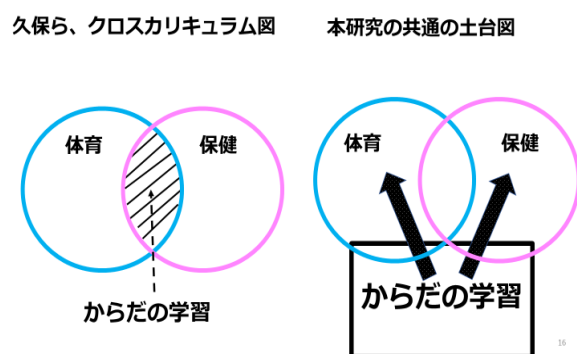 久保ら、クロスカリキュラム図
本研究の共通の土台図
体育
保健
からだの学習
体育
保健
からだの学習
16